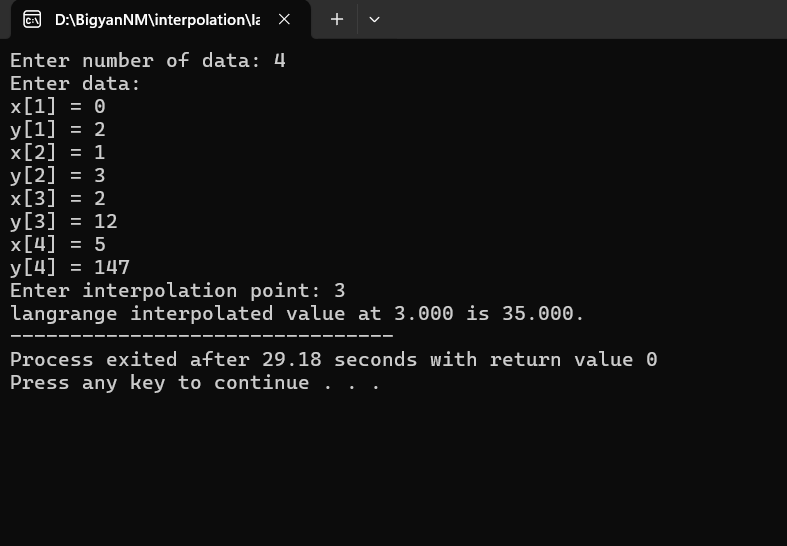 D:\BigyanNM\interpolation\la
Enter number of data: 4
Enter data:
x[1] = 0
y[1] = 2
x[2] = 1
y[2] = 3
x[3] = 2
y[3] = 12
x[4] = 5
y[4] = 147
Enter interpolation point: 3
langrange interpolated value at 3.000 is 35.000.
--------------------------------
Process exited after 29.18 seconds with return value 0
Press any key to continue . . .